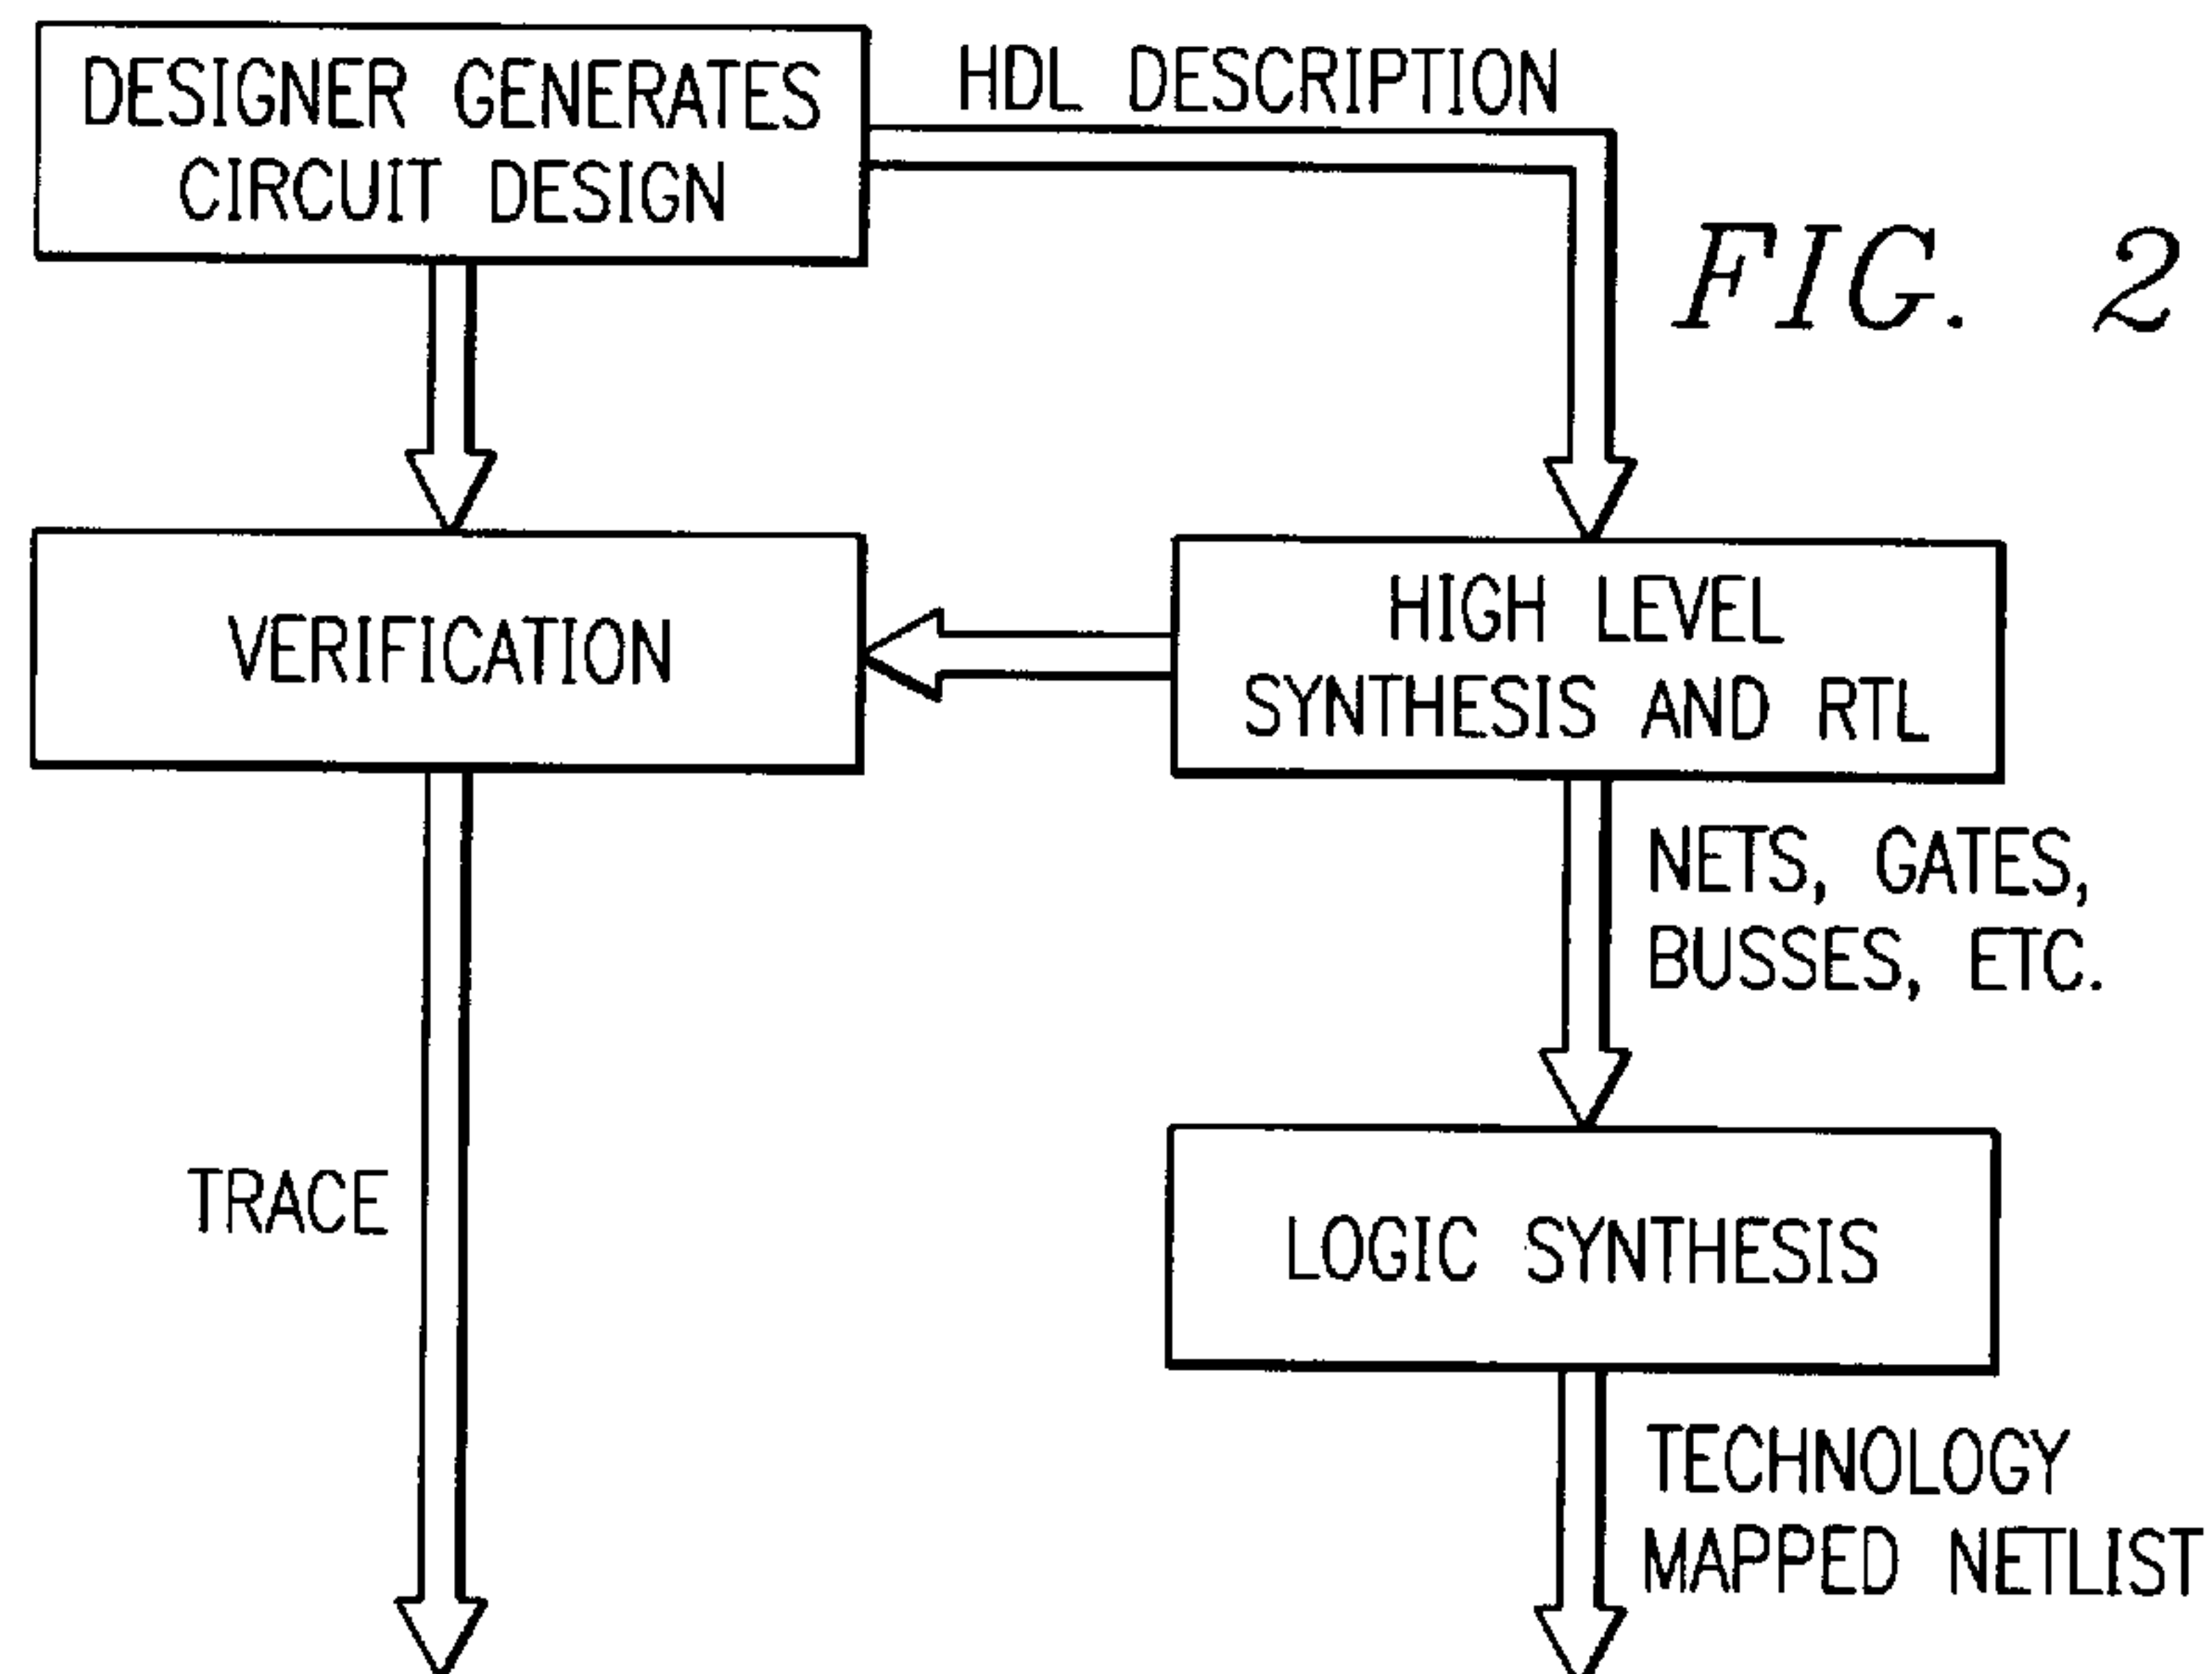 DESIGNER GENERATES
CIRCUIT DESIGN
HDL DESCRIPTION
FIG. 2
VERIFICATION
HIGH LEVEL
SYNTHESIS AND RTL
NETS, GATES,
BUSSES, ETC.
TRACE
LOGIC SYNTHESIS
TECHNOLOGY
MAPPED NETLIST